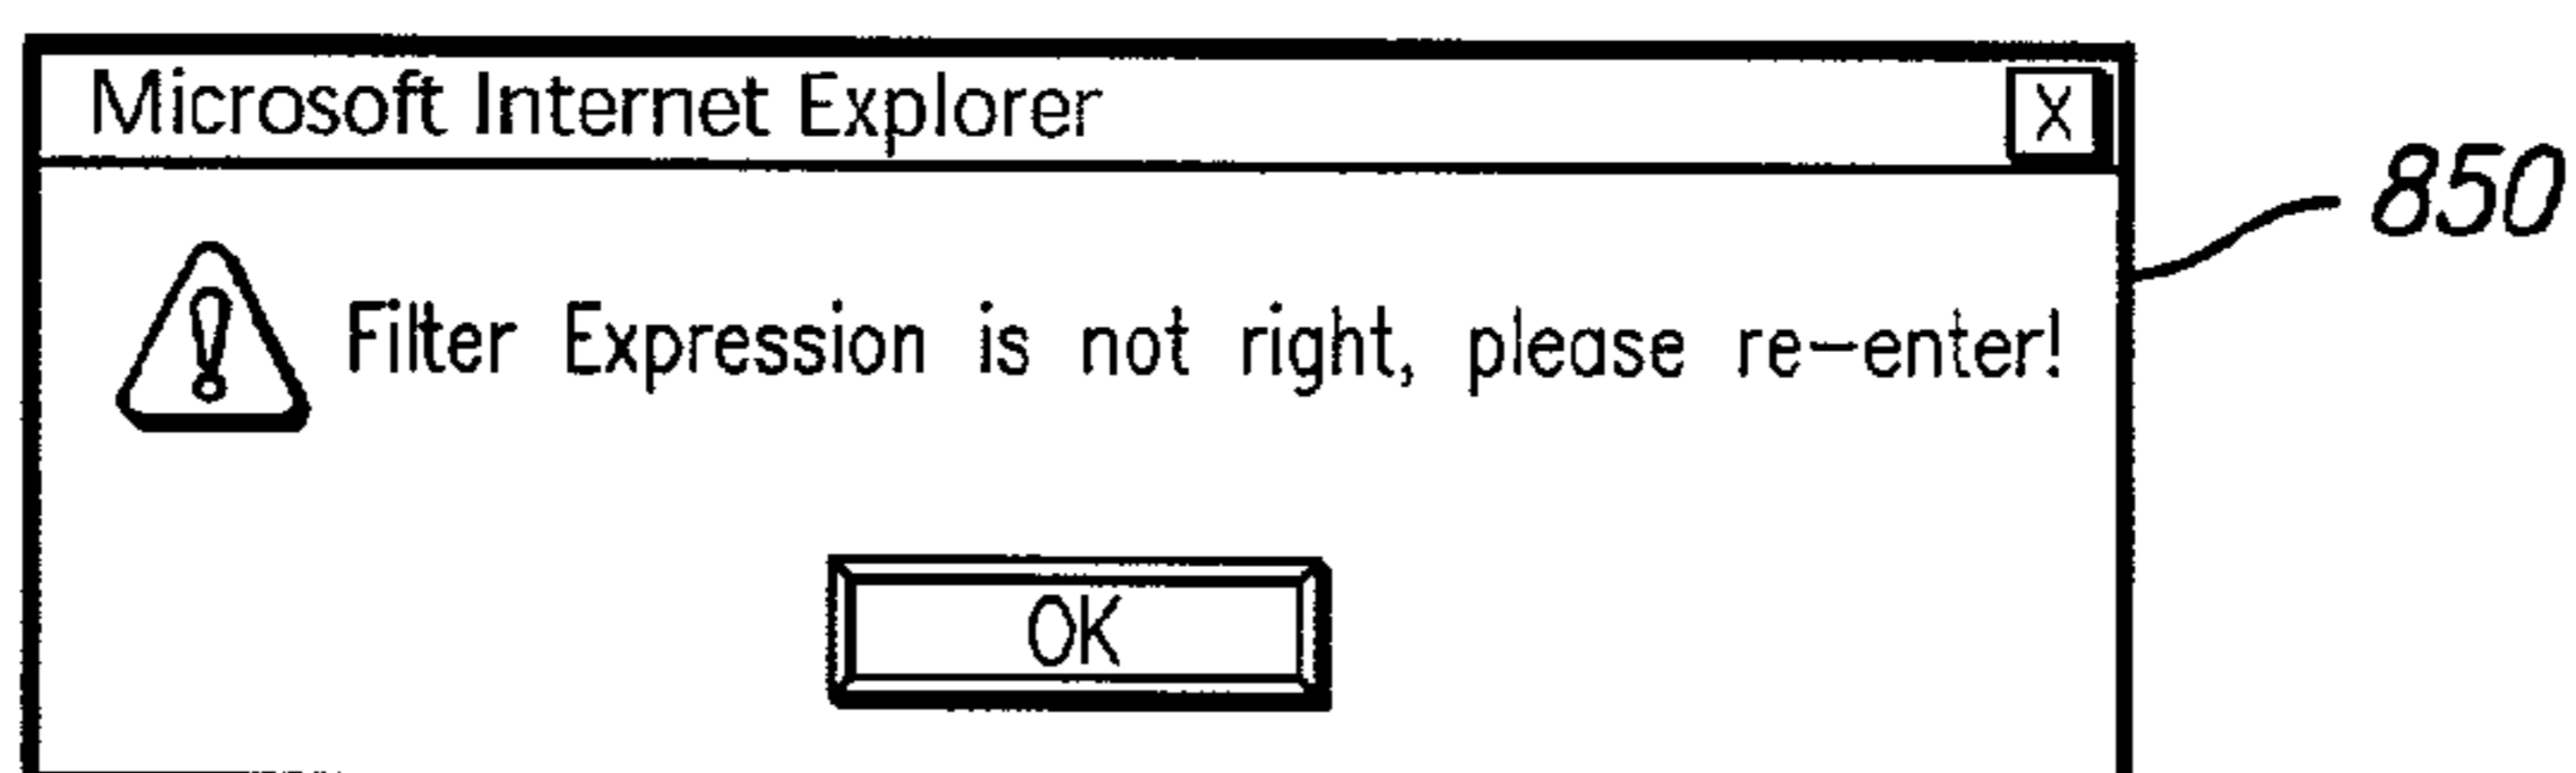 Microsoft Internet Explorer X
850
Filter Expression is not right, please re-enter!
OK